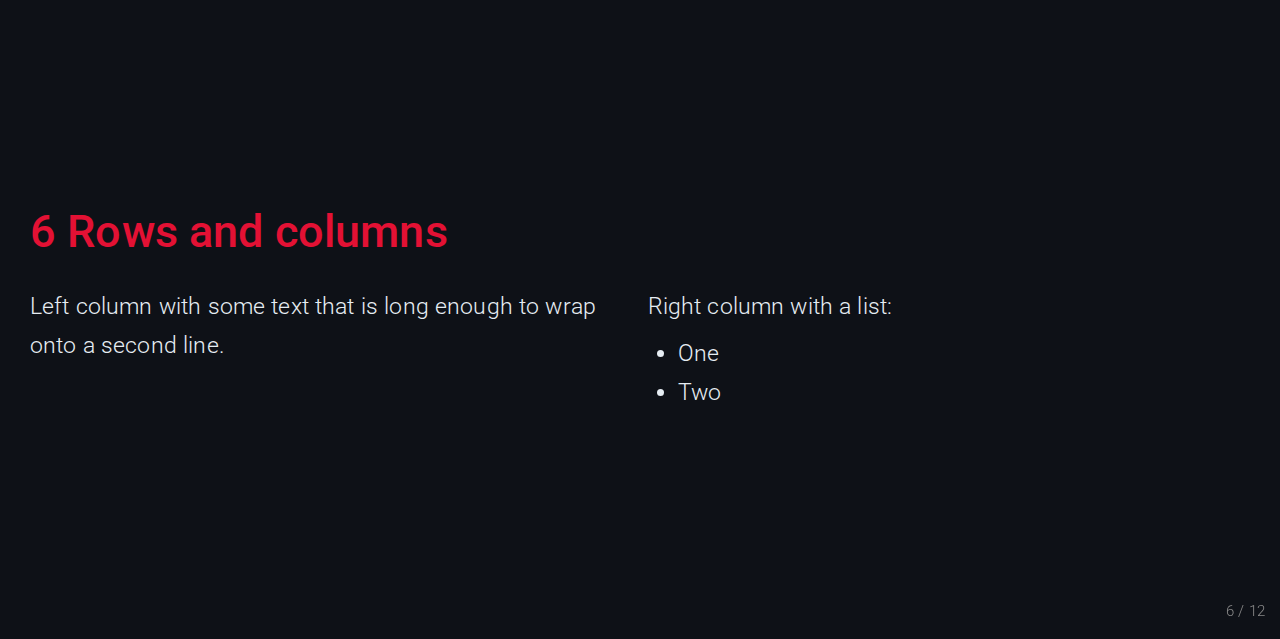 6 Rows and columns
Left column with some text that is long enough to wrap
onto a second line.
Right column with a list:
• One
• Two
6 / 12